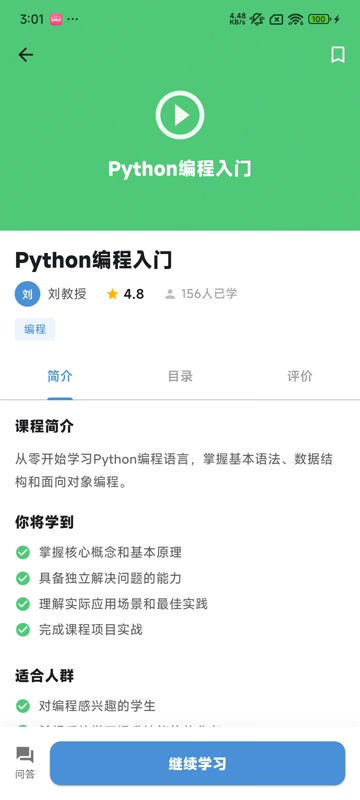 3:01
4.48
KB/s
100
Python编程入门
Python编程入门
刘 刘教授 4.8 156人已学
编程
简介 目录 评价
课程简介
从零开始学习Python编程语言，掌握基本语法、数据结
构和面向对象编程。
你将学到
掌握核心概念和基本原理
具备独立解决问题的能力
理解实际应用场景和最佳实践
完成课程项目实战
适合人群
对编程感兴趣的学生
问答
继续学习